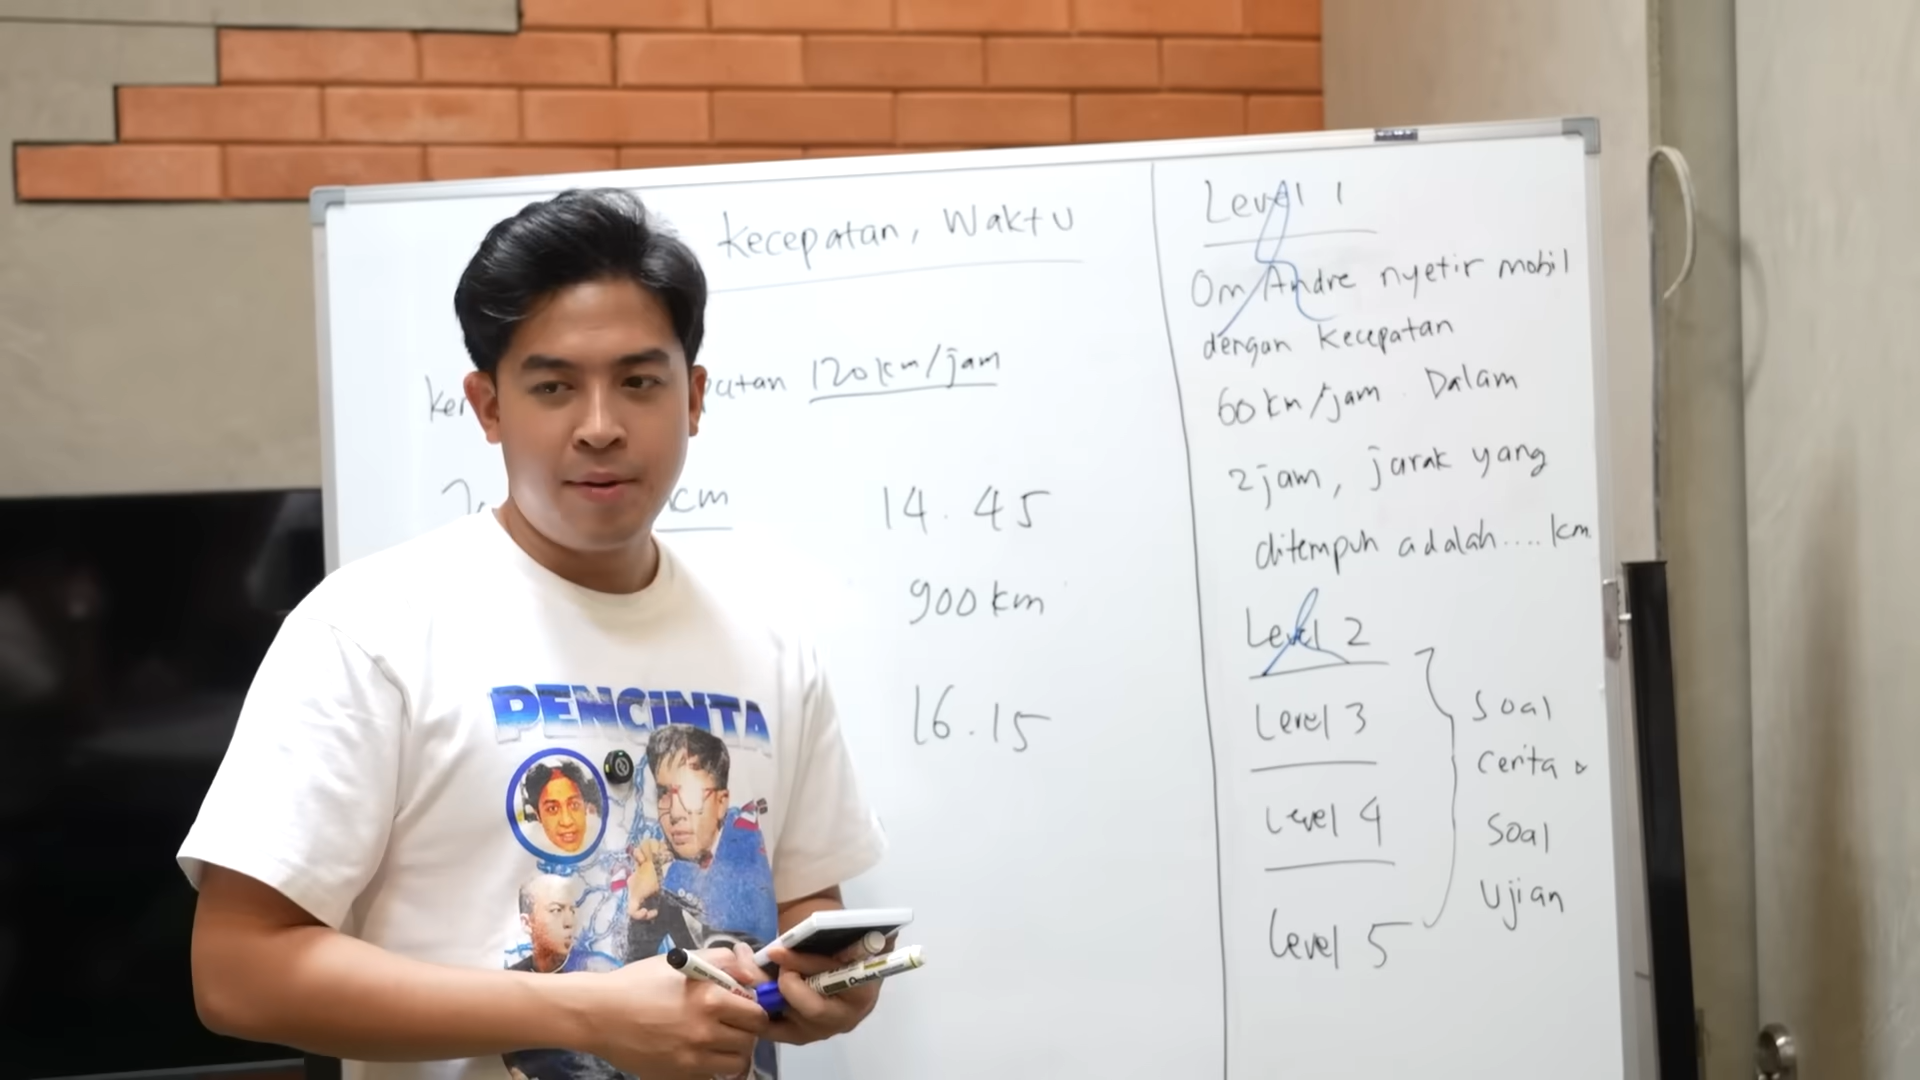 Kecepatan, Waktu
120 km/jam
14.45
900 km
16.15
Level 1
Om Andre nyetir mobil
dengan kecepatan
60 km/jam. Dalam
2 jam, jarak yang
ditempuh adalah.... km
Level 2
Level 3
Level 4
Level 5
Soal
Cerita
Soal
Ujian
PENCINTA